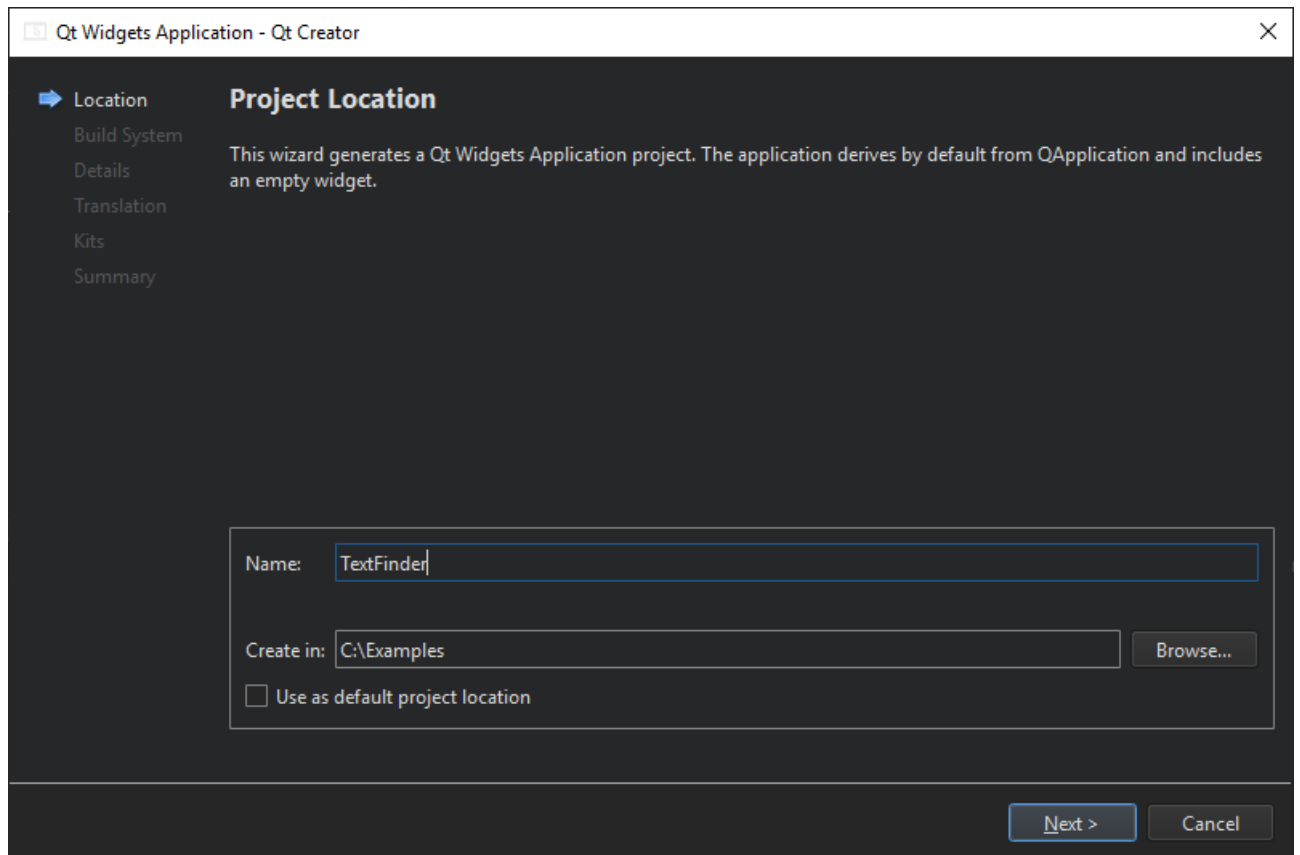 Qt Widgets Application - Qt Creator
Location
Build System
Details
Translation
Kits
Summary
Project Location
This wizard generates a Qt Widgets Application project. The application derives by default from QApplication and includes
an empty widget.
Name: TextFinder
Create in: C:\Examples Browse...
Use as default project location
Next > Cancel